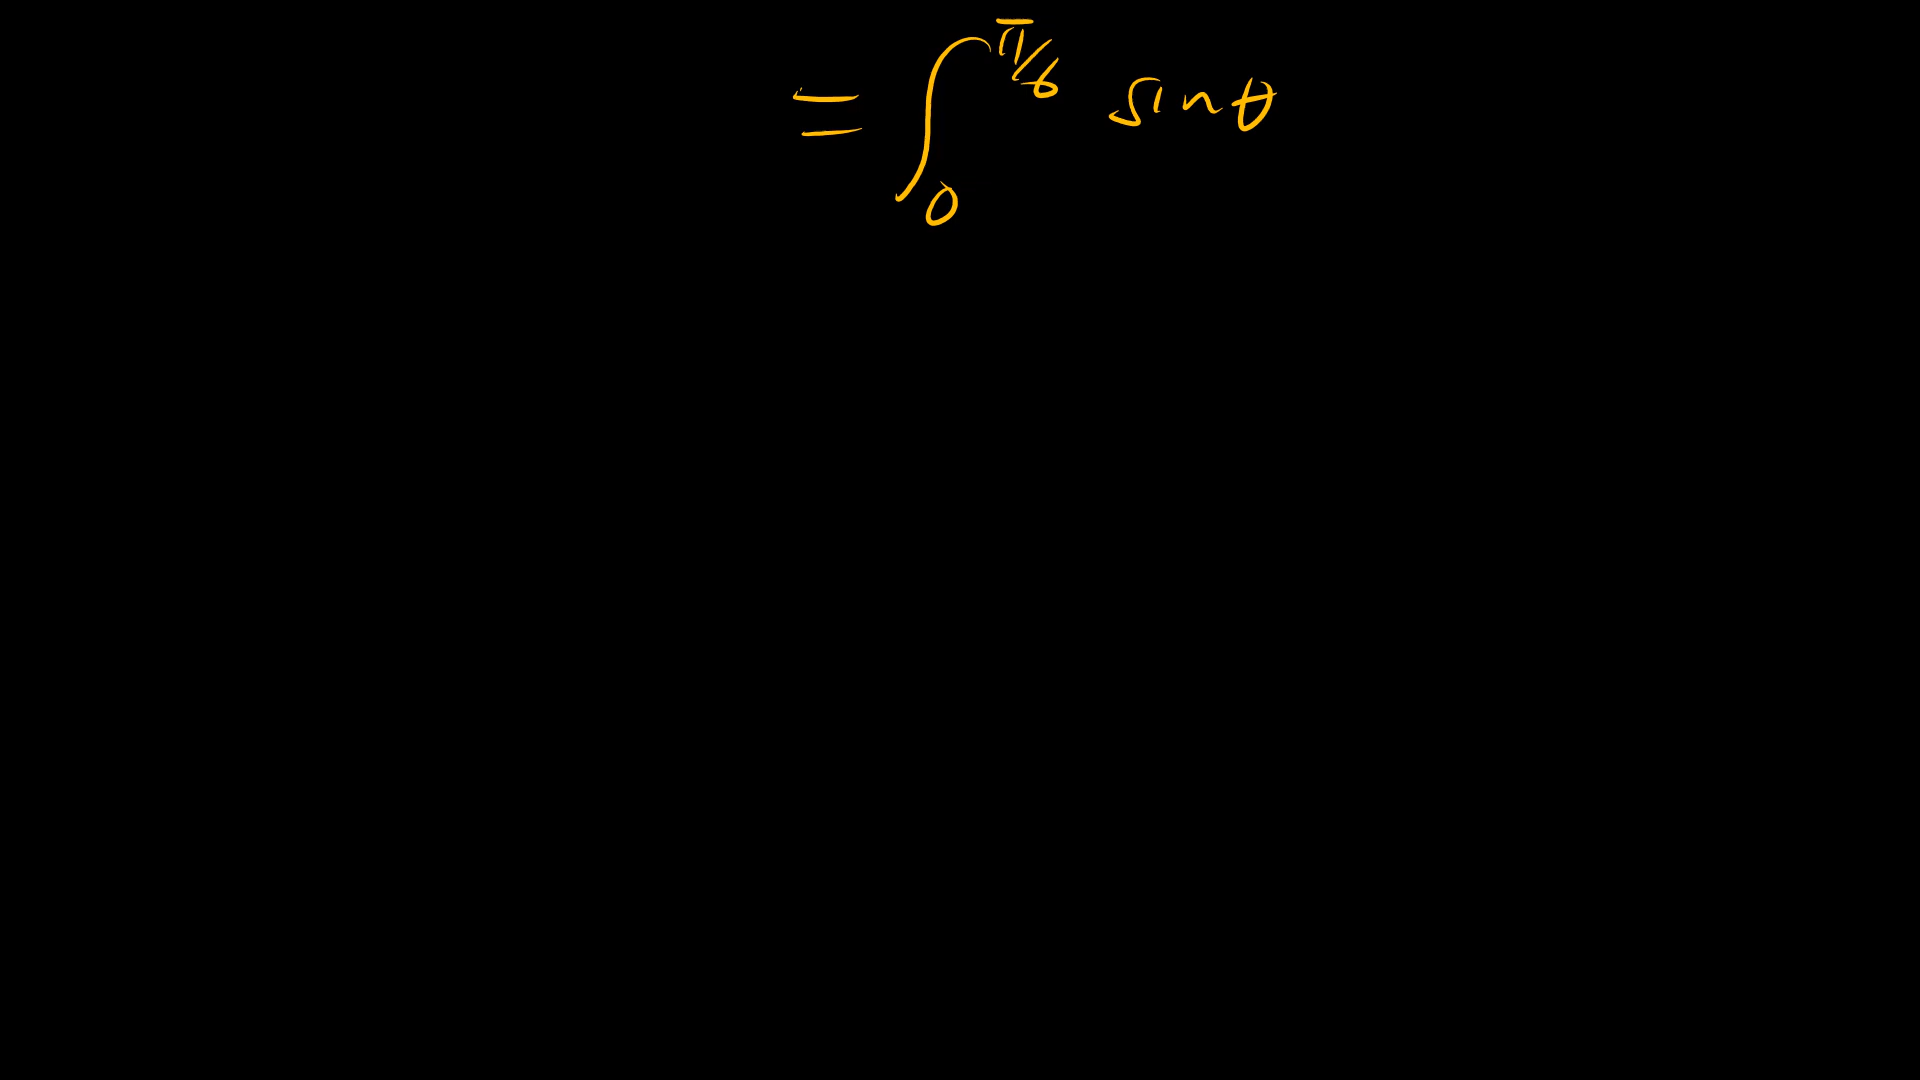 = ∫₀^{π/6} sinθ